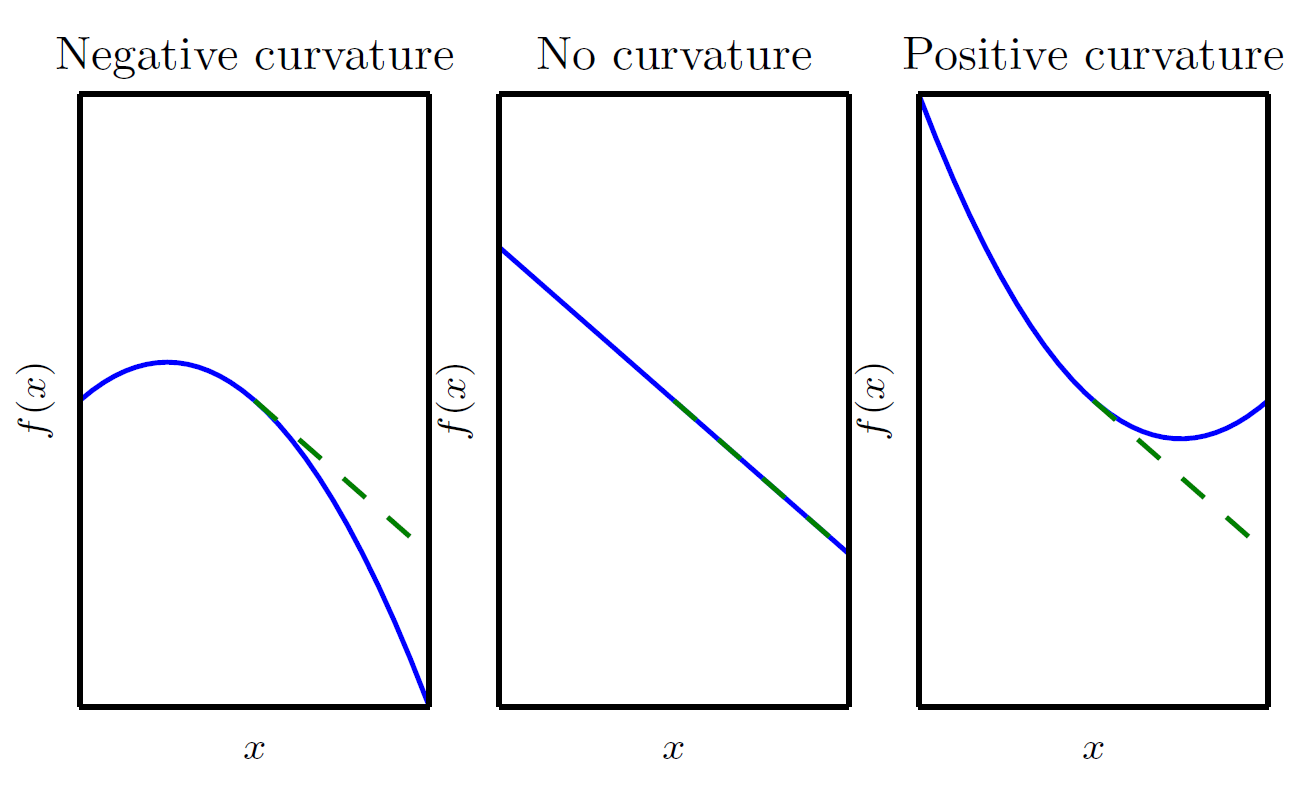 Negative curvature
No curvature
Positive curvature
f(x)
f(x)
f(x)
x
x
x